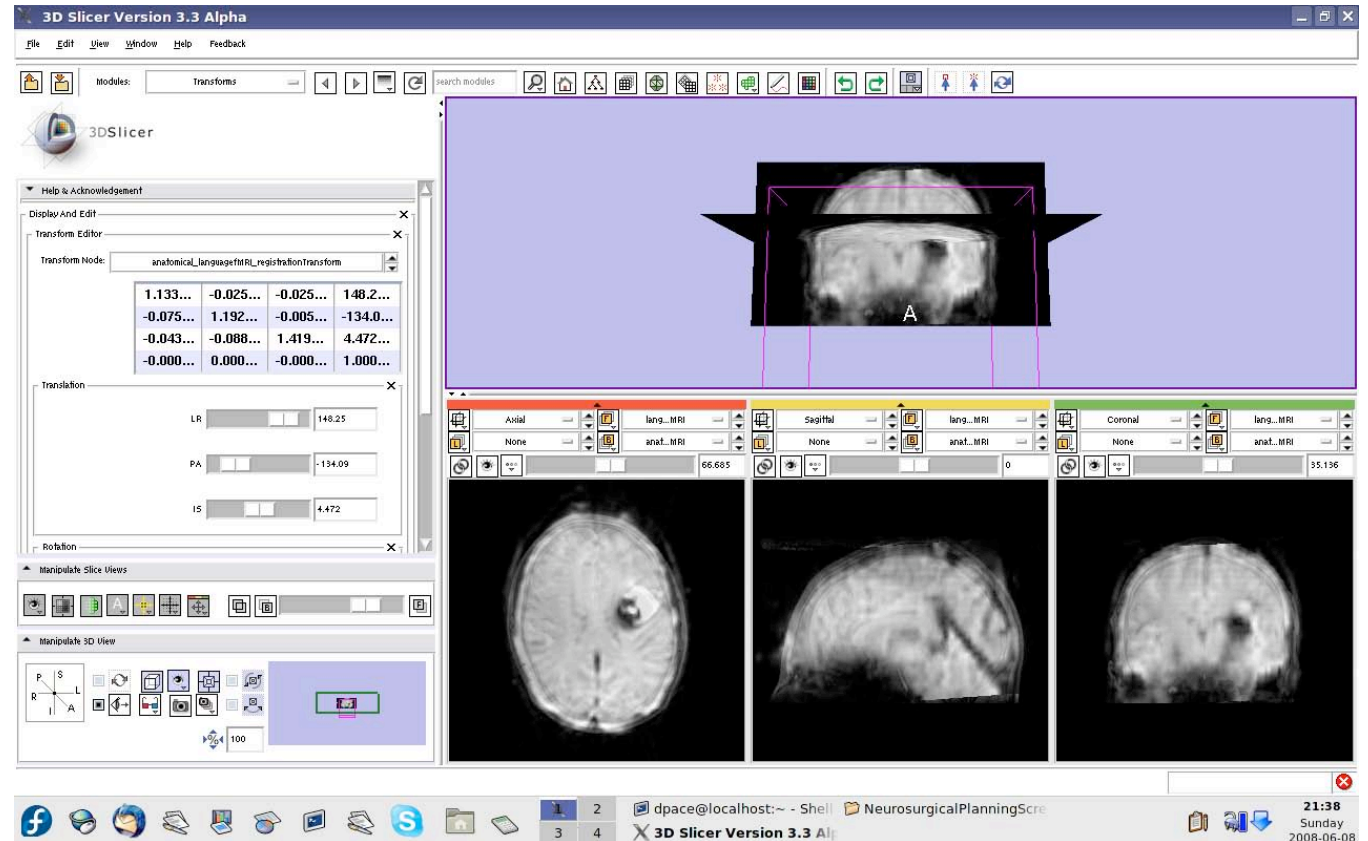 3D Slicer Version 3.3 Alpha
File Edit View Window Help Feedback
Modules: Transforms search modules
3DSlicer
Help & Acknowledgement
Display And Edit
Transform Editor
Transform Node: anatomical_languagefMRI_registrationTransform
1.133... -0.025... -0.025... 148.2...
-0.075... 1.192... -0.005... -134.0...
-0.043... -0.088... 1.419... 4.472...
-0.000... 0.000... -0.000... 1.000...
Translation
LR 148.25
PA -134.09
IS 4.472
Rotation
Manipulate Slice Views
A B F
Manipulate 3D View
P S
R L
I A
100
A
Axial F lang...MRI
L None B anat...MRI
66.685
Sagittal F lang...MRI
L None B anat...MRI
0
Coronal F lang...MRI
L None B anat...MRI
35.136
1 2
3 4
dpace@localhost:~ - Shell
NeurosurgicalPlanningScre
3D Slicer Version 3.3 Al
21:38
Sunday
2008-06-08